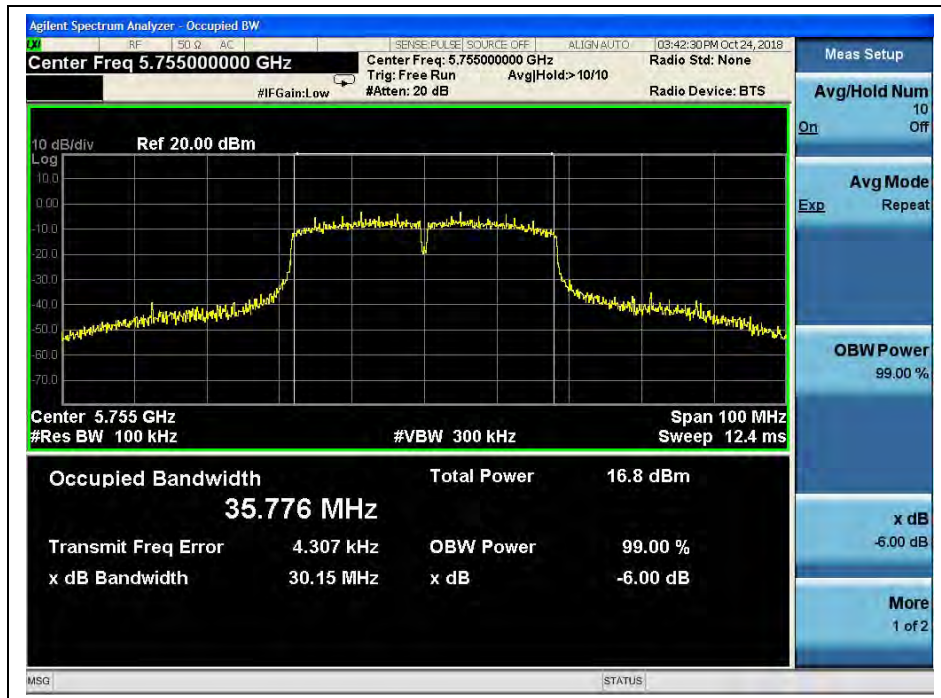 Agilent Spectrum Analyzer - Occupied BW
LXI RF 50 Ω AC SENSE:PULSE SOURCE OFF ALIGN AUTO 03:42:30 PM Oct 24, 2018
Center Freq 5.755000000 GHz
Center Freq: 5.755000000 GHz
Radio Std: None
Trig: Free Run Avg|Hold:>10/10
#IFGain:Low #Atten: 20 dB Radio Device: BTS
10 dB/div Ref 20.00 dBm
Log
10.0
0.00
-10.0
-20.0
-30.0
-40.0
-50.0
-60.0
-70.0
Center 5.755 GHz Span 100 MHz
#Res BW 100 kHz #VBW 300 kHz Sweep 12.4 ms
Occupied Bandwidth Total Power 16.8 dBm
35.776 MHz
Transmit Freq Error 4.307 kHz OBW Power 99.00 %
x dB Bandwidth 30.15 MHz x dB -6.00 dB
Meas Setup
Avg/Hold Num
10
On Off
Avg Mode
Exp Repeat
OBW Power
99.00 %
x dB
-6.00 dB
More
1 of 2
MSG STATUS